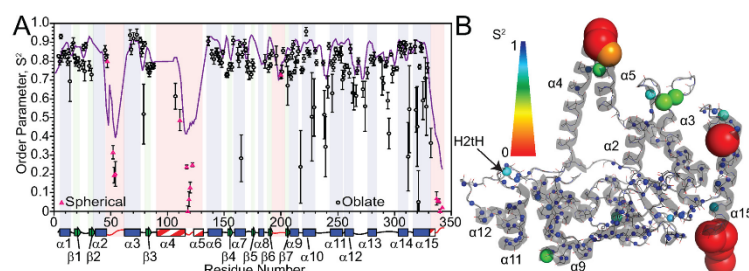 A
B
Order Parameter, S²
1.0
0.9
0.8
0.7
0.6
0.5
0.4
0.3
0.2
0.1
0
Spherical
Oblate
0 50 100 150 200 250 300 350
α1 α2 α3 α4 α5 α6 α7 α8 α9 α11 α13 α14 α15
β1 β2 β3 β4 β5 β6 β7 α10 α12
Residue Number
S²
1
0
H2tH
α4
α5
α3
α2
α15
α12
α11
α9